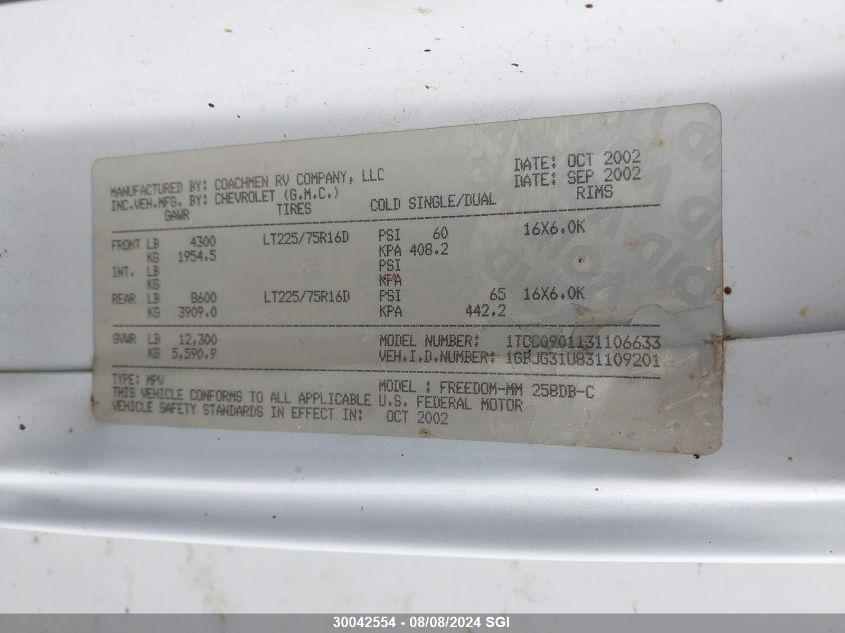 MANUFACTURED BY: COACHMEN RV COMPANY, LLC DATE: OCT 2002
INC.VEH.MFG. BY: CHEVROLET (G.M.C.) DATE: SEP 2002
GAWR TIRES COLD SINGLE/DUAL RIMS
FRONT LB 4300 LT225/75R16D PSI 60 16X6.0K
KG 1954.5 KPA 408.2
INT. LB PSI
KG KPA
REAR LB 8600 LT225/75R16D PSI 65 16X6.0K
KG 3909.0 KPA 442.2
GVWR LB 12,300 MODEL NUMBER: 1TCC0901131106633
KG 5,590.9 VEH.I.D.NUMBER: 1GBJG31U831109201
TYPE: MPV MODEL : FREEDOM-MM 258DB-C
THIS VEHICLE CONFORMS TO ALL APPLICABLE U.S. FEDERAL MOTOR
VEHICLE SAFETY STANDARDS IN EFFECT IN: OCT 2002
30042554 - 08/08/2024 SGI